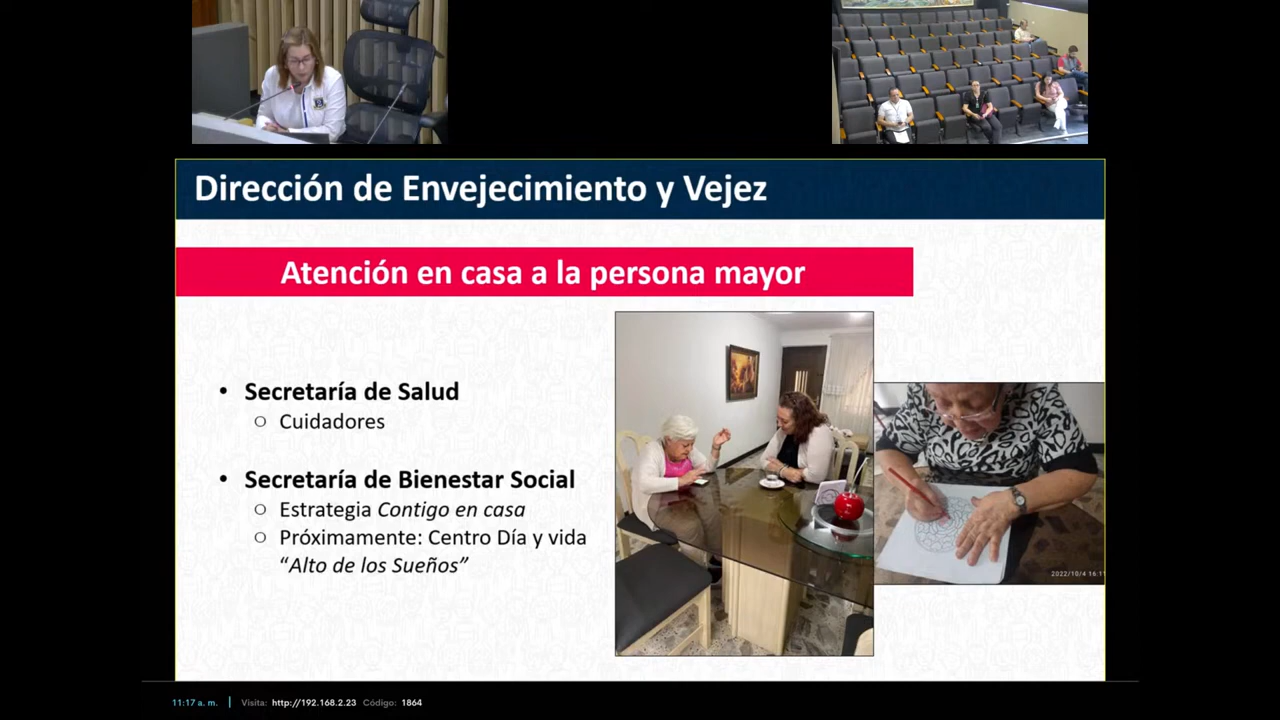 Dirección de Envejecimiento y Vejez
Atención en casa a la persona mayor
• Secretaría de Salud
○ Cuidadores
• Secretaría de Bienestar Social
○ Estrategia Contigo en casa
○ Próximamente: Centro Día y vida
“Alto de los Sueños”
2022/10/4 16:11
11:17 a. m. | Visita: http://192.168.2.23 Código: 1864